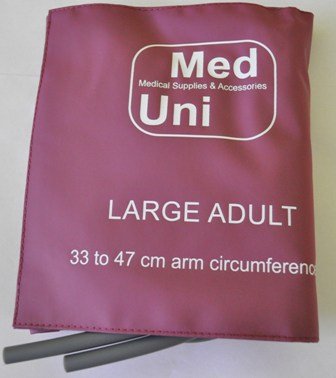 Med
Medical Supplies & Accessories
Uni
LARGE ADULT
33 to 47 cm arm circumference